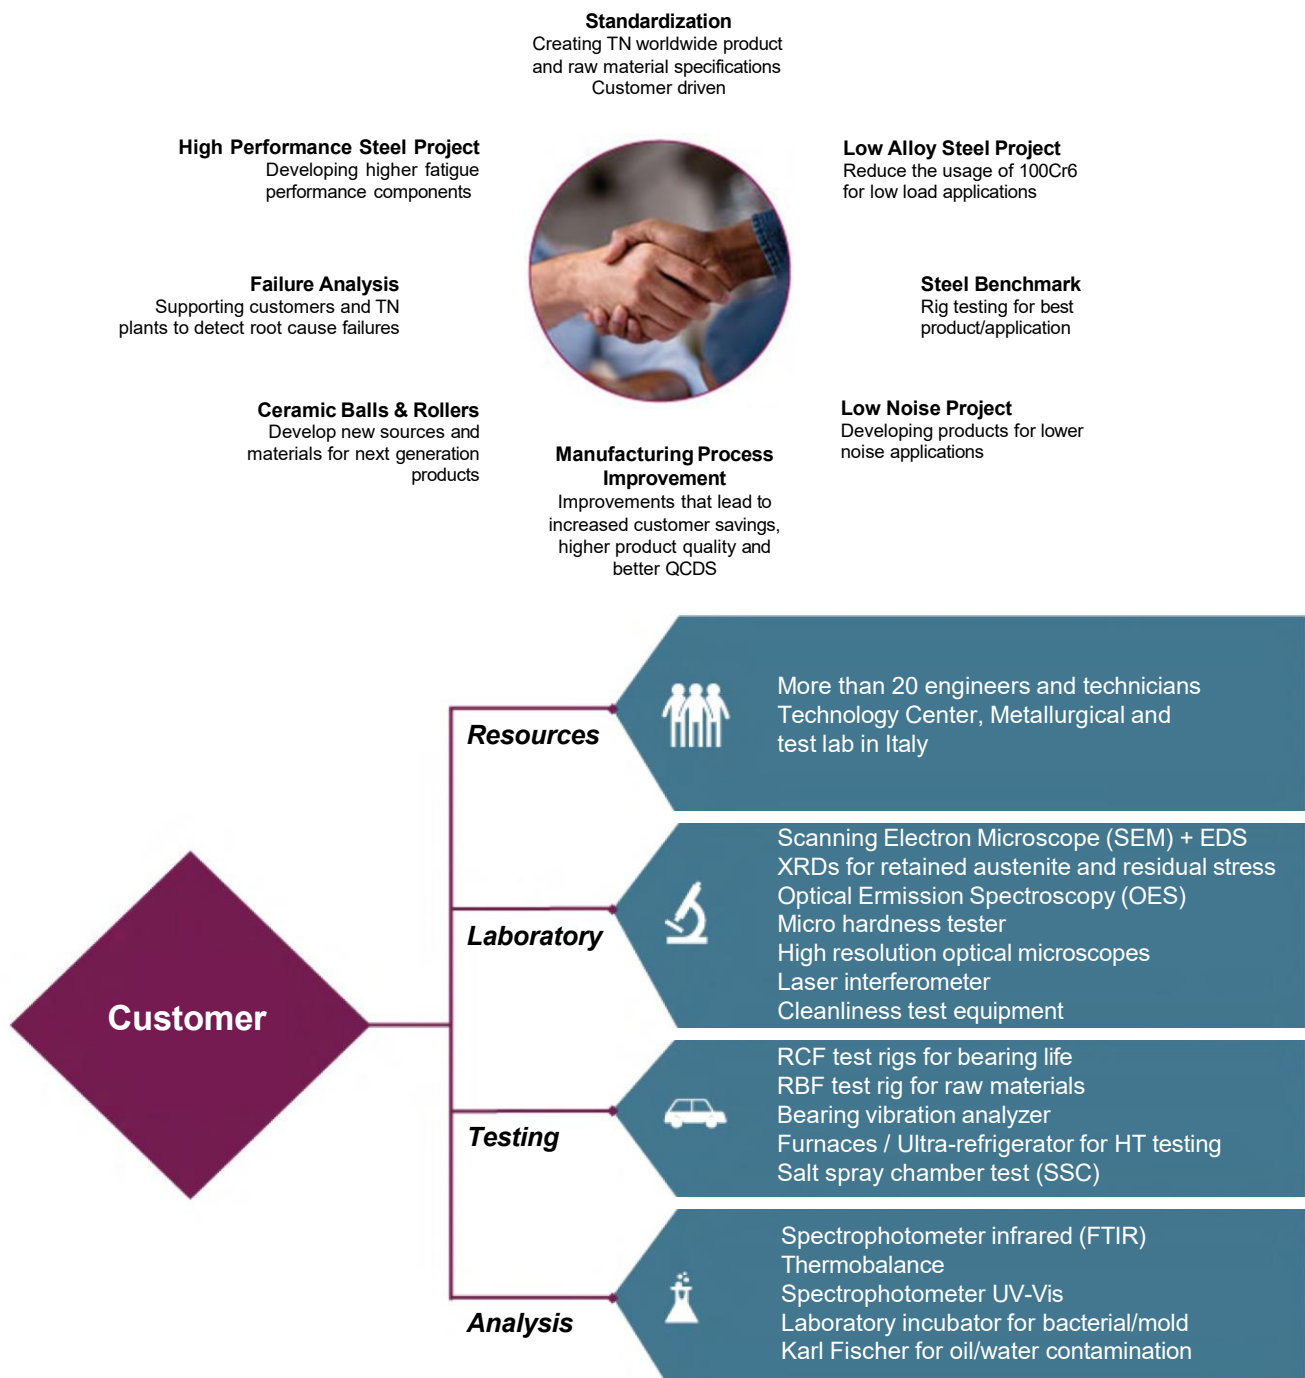 Standardization
Creating TN worldwide product
and raw material specifications
Customer driven
High Performance Steel Project
Developing higher fatigue
performance components
Low Alloy Steel Project
Reduce the usage of 100Cr6
for low load applications
Failure Analysis
Supporting customers and TN
plants to detect root cause failures
Steel Benchmark
Rig testing for best
product/application
Ceramic Balls & Rollers
Develop new sources and
materials for next generation
products
Low Noise Project
Developing products for lower
noise applications
Manufacturing Process
Improvement
Improvements that lead to
increased customer savings,
higher product quality and
better QCDS
Customer
Resources
More than 20 engineers and technicians
Technology Center, Metallurgical and
test lab in Italy
Laboratory
Scanning Electron Microscope (SEM) + EDS
XRDs for retained austenite and residual stress
Optical Ermission Spectroscopy (OES)
Micro hardness tester
High resolution optical microscopes
Laser interferometer
Cleanliness test equipment
Testing
RCF test rigs for bearing life
RBF test rig for raw materials
Bearing vibration analyzer
Furnaces / Ultra-refrigerator for HT testing
Salt spray chamber test (SSC)
Analysis
Spectrophotometer infrared (FTIR)
Thermobalance
Spectrophotometer UV-Vis
Laboratory incubator for bacterial/mold
Karl Fischer for oil/water contamination